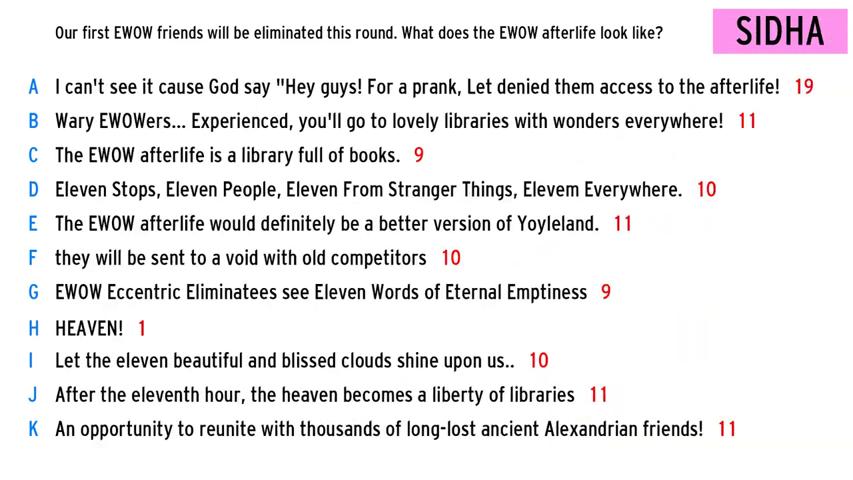 Our first EWOW friends will be eliminated this round. What does the EWOW afterlife look like?
SIDHA
A I can't see it cause God say "Hey guys! For a prank, Let denied them access to the afterlife! 19
B Wary EWOWers... Experienced, you'll go to lovely libraries with wonders everywhere! 11
C The EWOW afterlife is a library full of books. 9
D Eleven Stops, Eleven People, Eleven From Stranger Things, Elevem Everywhere. 10
E The EWOW afterlife would definitely be a better version of Yoyleland. 11
F they will be sent to a void with old competitors 10
G EWOW Eccentric Eliminatees see Eleven Words of Eternal Emptiness 9
H HEAVEN! 1
I Let the eleven beautiful and blissed clouds shine upon us.. 10
J After the eleventh hour, the heaven becomes a liberty of libraries 11
K An opportunity to reunite with thousands of long-lost ancient Alexandrian friends! 11